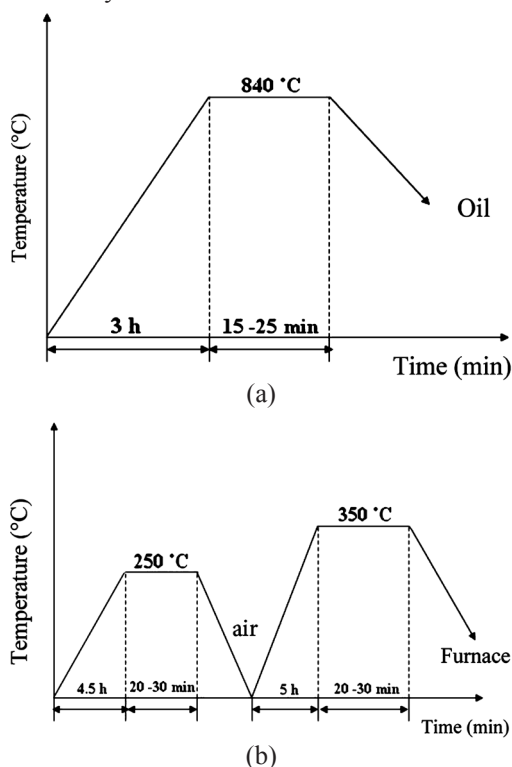 840 °C
Temperature (°C)
Oil
3 h
15 -25 min
Time (min)
(a)
350 °C
250 °C
Temperature (°C)
air
Furnace
4.5 h
20 -30 min
5 h
20 -30 min
Time (min)
(b)